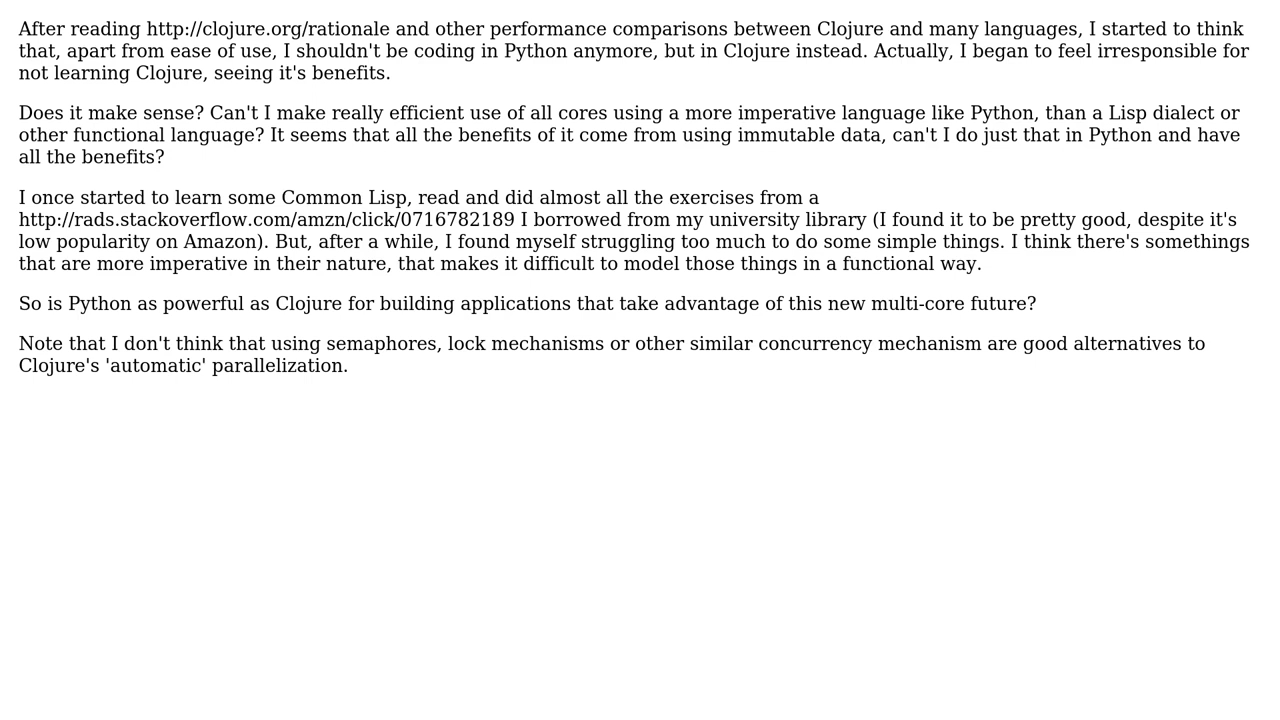 After reading http://clojure.org/rationale and other performance comparisons between Clojure and many languages, I started to think
that, apart from ease of use, I shouldn't be coding in Python anymore, but in Clojure instead. Actually, I began to feel irresponsible for
not learning Clojure, seeing it's benefits.
Does it make sense? Can't I make really efficient use of all cores using a more imperative language like Python, than a Lisp dialect or
other functional language? It seems that all the benefits of it come from using immutable data, can't I do just that in Python and have
all the benefits?
I once started to learn some Common Lisp, read and did almost all the exercises from a
http://rads.stackoverflow.com/amzn/click/0716782189 I borrowed from my university library (I found it to be pretty good, despite it's
low popularity on Amazon). But, after a while, I found myself struggling too much to do some simple things. I think there's somethings
that are more imperative in their nature, that makes it difficult to model those things in a functional way.
So is Python as powerful as Clojure for building applications that take advantage of this new multi-core future?
Note that I don't think that using semaphores, lock mechanisms or other similar concurrency mechanism are good alternatives to
Clojure's 'automatic' parallelization.